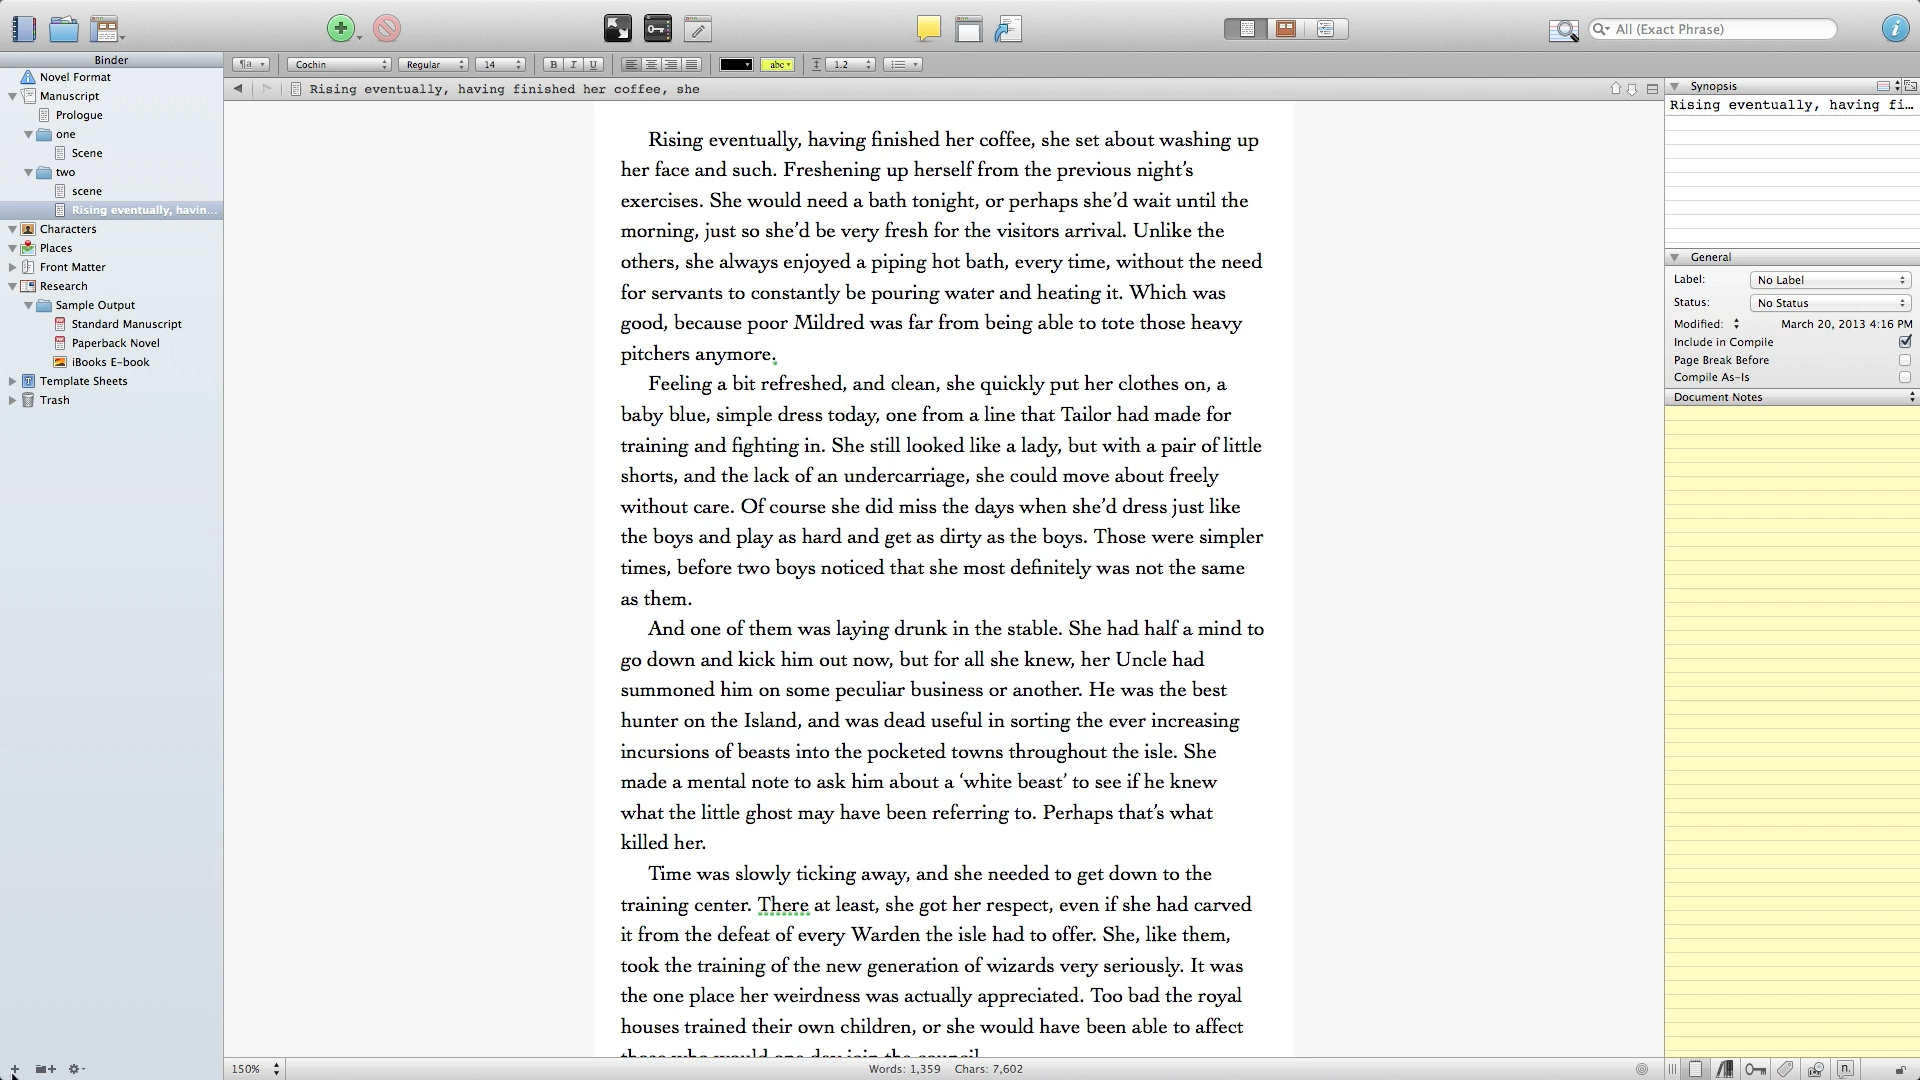 All (Exact Phrase)
Binder
Novel Format
Manuscript
Prologue
one
Scene
two
scene
Rising eventually, havin...
Characters
Places
Front Matter
Research
Sample Output
Standard Manuscript
Paperback Novel
iBooks E-book
Template Sheets
Trash
¶a
Cochin
Regular
14
B I U
abc
1.2
Rising eventually, having finished her coffee, she
Rising eventually, having finished her coffee, she set about washing up
her face and such. Freshening up herself from the previous night’s
exercises. She would need a bath tonight, or perhaps she’d wait until the
morning, just so she’d be very fresh for the visitors arrival. Unlike the
others, she always enjoyed a piping hot bath, every time, without the need
for servants to constantly be pouring water and heating it. Which was
good, because poor Mildred was far from being able to tote those heavy
pitchers anymore.
Feeling a bit refreshed, and clean, she quickly put her clothes on, a
baby blue, simple dress today, one from a line that Tailor had made for
training and fighting in. She still looked like a lady, but with a pair of little
shorts, and the lack of an undercarriage, she could move about freely
without care. Of course she did miss the days when she’d dress just like
the boys and play as hard and get as dirty as the boys. Those were simpler
times, before two boys noticed that she most definitely was not the same
as them.
And one of them was laying drunk in the stable. She had half a mind to
go down and kick him out now, but for all she knew, her Uncle had
summoned him on some peculiar business or another. He was the best
hunter on the Island, and was dead useful in sorting the ever increasing
incursions of beasts into the pocketed towns throughout the isle. She
made a mental note to ask him about a ‘white beast’ to see if he knew
what the little ghost may have been referring to. Perhaps that’s what
killed her.
Time was slowly ticking away, and she needed to get down to the
training center. There at least, she got her respect, even if she had carved
it from the defeat of every Warden the isle had to offer. She, like them,
took the training of the new generation of wizards very seriously. It was
the one place her weirdness was actually appreciated. Too bad the royal
houses trained their own children, or she would have been able to affect
those who would one day join the council.
150%
Words: 1,359 Chars: 7,602
Synopsis
Rising eventually, having fi...
General
Label: No Label
Status: No Status
Modified: March 20, 2013 4:16 PM
Include in Compile
Page Break Before
Compile As-Is
Document Notes
n.